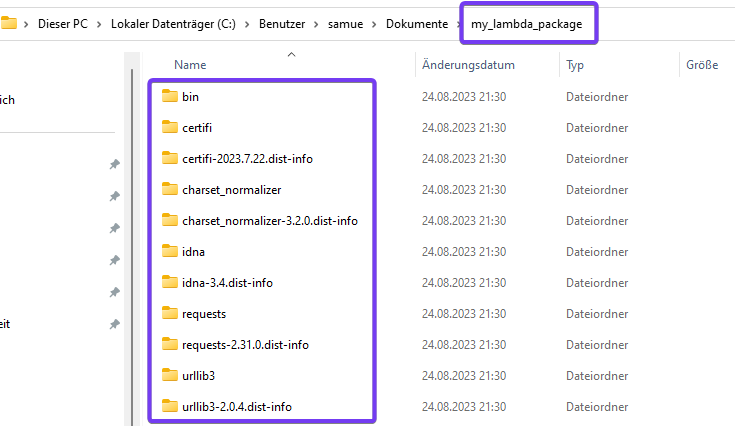 Dieser PC > Lokaler Datenträger (C:) > Benutzer > samue > Dokumente > my_lambda_package
Name Änderungsdatum Typ Größe
bin 24.08.2023 21:30 Dateiordner
ich
certifi 24.08.2023 21:30 Dateiordner
certifi-2023.7.22.dist-info 24.08.2023 21:30 Dateiordner
charset_normalizer 24.08.2023 21:30 Dateiordner
charset_normalizer-3.2.0.dist-info 24.08.2023 21:30 Dateiordner
idna 24.08.2023 21:30 Dateiordner
idna-3.4.dist-info 24.08.2023 21:30 Dateiordner
requests 24.08.2023 21:30 Dateiordner
eit
requests-2.31.0.dist-info 24.08.2023 21:30 Dateiordner
urllib3 24.08.2023 21:30 Dateiordner
urllib3-2.0.4.dist-info 24.08.2023 21:30 Dateiordner